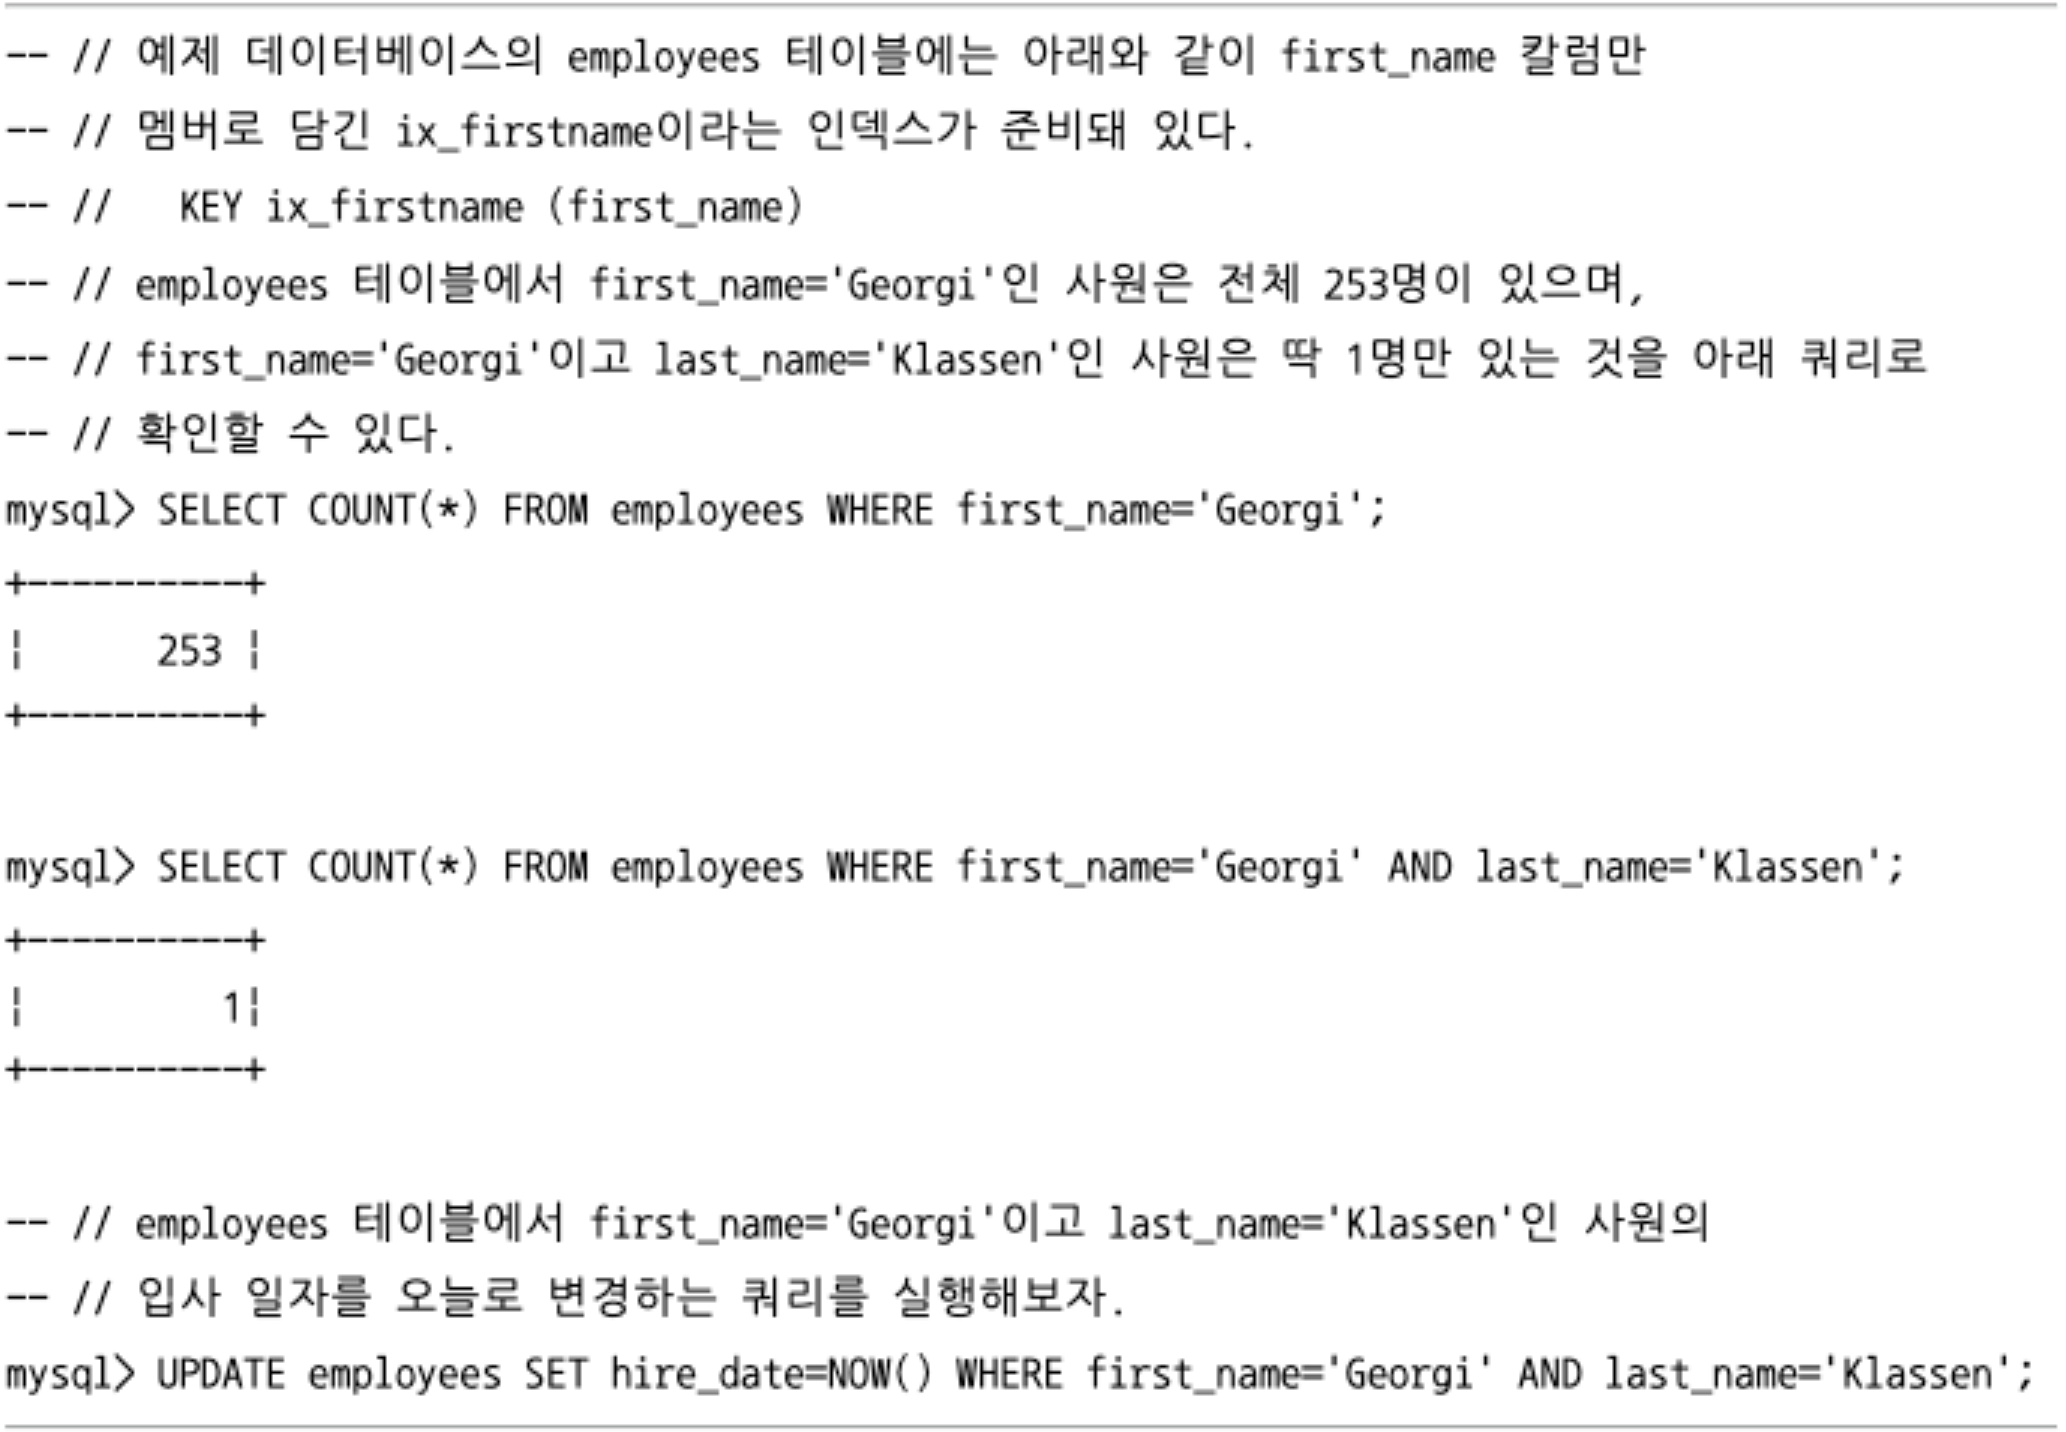 -- // 예제 데이터베이스의 employees 테이블에는 아래와 같이 first_name 칼럼만
-- // 멤버로 담긴 ix_firstname이라는 인덱스가 준비돼 있다.
-- //   KEY ix_firstname (first_name)
-- // employees 테이블에서 first_name='Georgi'인 사원은 전체 253명이 있으며,
-- // first_name='Georgi'이고 last_name='Klassen'인 사원은 딱 1명만 있는 것을 아래 쿼리로
-- // 확인할 수 있다.
mysql> SELECT COUNT(*) FROM employees WHERE first_name='Georgi';
+----------+
|      253 |
+----------+
mysql> SELECT COUNT(*) FROM employees WHERE first_name='Georgi' AND last_name='Klassen';
+----------+
|         1|
+----------+
-- // employees 테이블에서 first_name='Georgi'이고 last_name='Klassen'인 사원의
-- // 입사 일자를 오늘로 변경하는 쿼리를 실행해보자.
mysql> UPDATE employees SET hire_date=NOW() WHERE first_name='Georgi' AND last_name='Klassen';